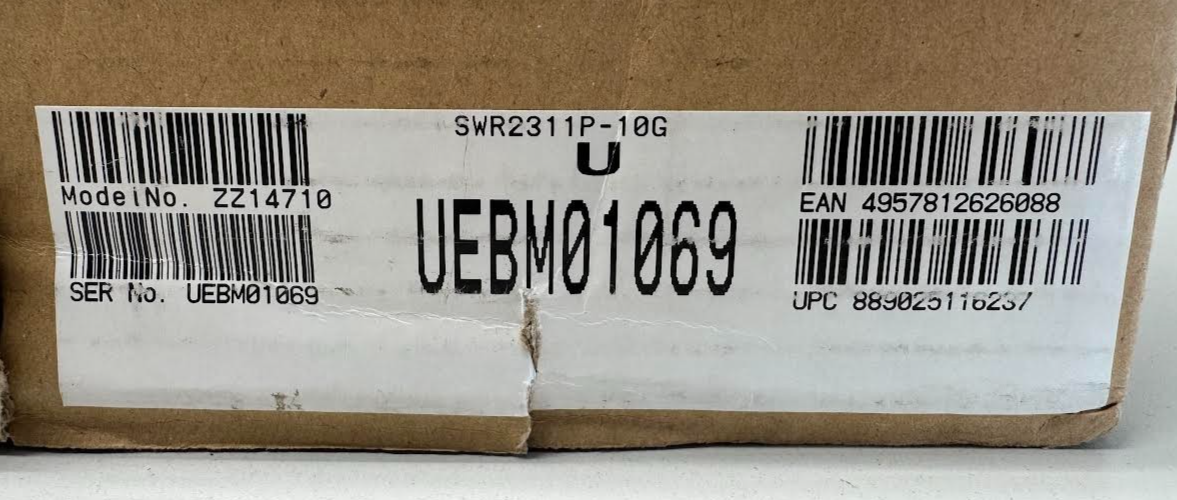 SWR2311P-10G
U
ModelNo. ZZ14710
UEBM01069
SER No. UEBM01069
EAN 4957812626088
UPC 889025116237